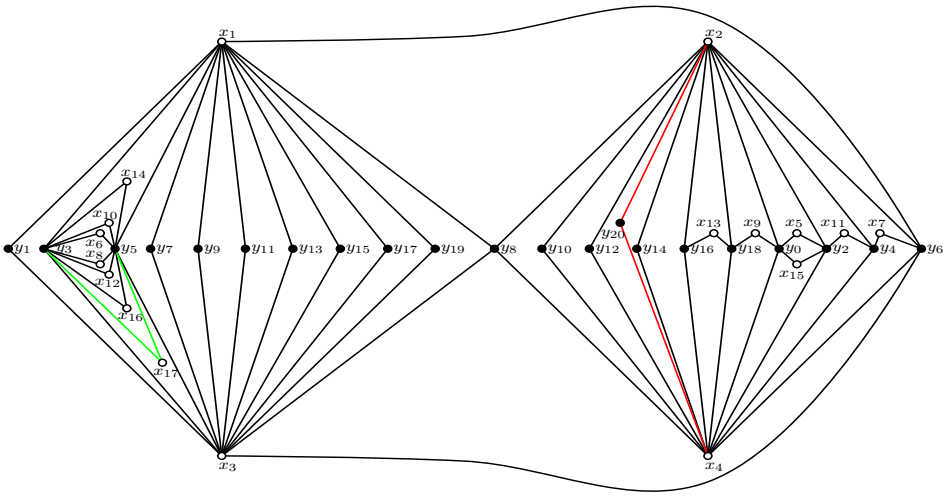 x₁ x₂
x₁₄
x₁₀ x₁₃ x₉ x₅ x₁₁ x₇
y₂₀
x₆
y₁ y₃ y₅ y₇ y₉ y₁₁ y₁₃ y₁₅ y₁₇ y₁₉ y₈ y₁₀ y₁₂ y₁₄ y₁₆ y₁₈ y₀ y₂ y₄ y₆
x₈
x₁₂ x₁₅
x₁₆
x₁₇
x₃ x₄